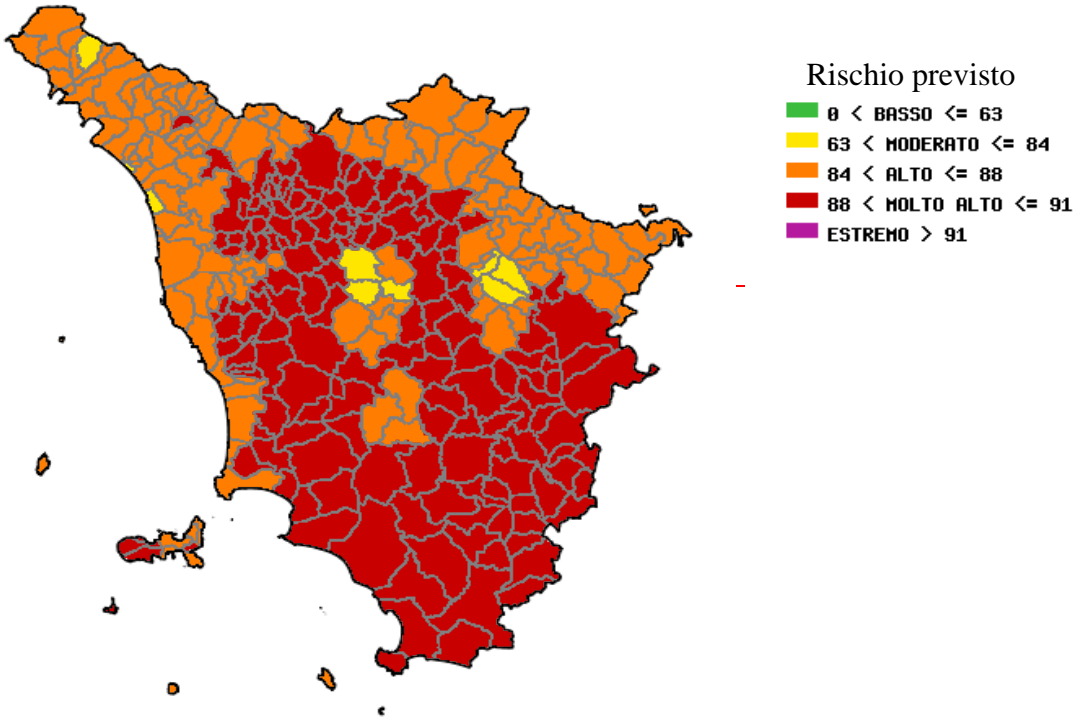 Rischio previsto
0 < BASSO <= 63
63 < MODERATO <= 84
84 < ALTO <= 88
88 < MOLTO ALTO <= 91
ESTREMO > 91